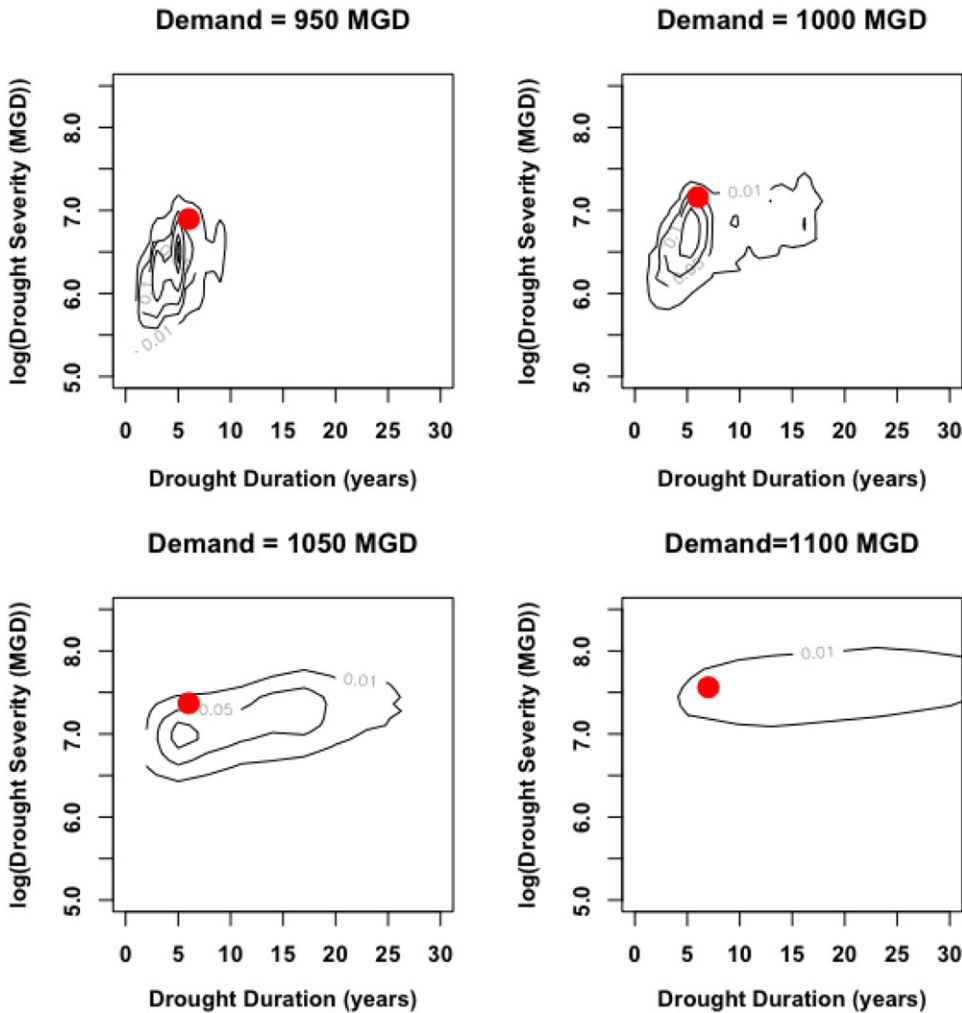 Demand = 950 MGD
log(Drought Severity (MGD))
8.0
7.0
6.0
5.0
0.01
0 5 10 15 20 25 30
Drought Duration (years)
Demand = 1000 MGD
log(Drought Severity (MGD))
8.0
7.0
6.0
5.0
0.01
0.1
0.05
0 5 10 15 20 25 30
Drought Duration (years)
Demand = 1050 MGD
log(Drought Severity (MGD))
8.0
7.0
6.0
5.0
0.01
0.05
0 5 10 15 20 25 30
Drought Duration (years)
Demand=1100 MGD
log(Drought Severity (MGD))
8.0
7.0
6.0
5.0
0.01
0 5 10 15 20 25 30
Drought Duration (years)